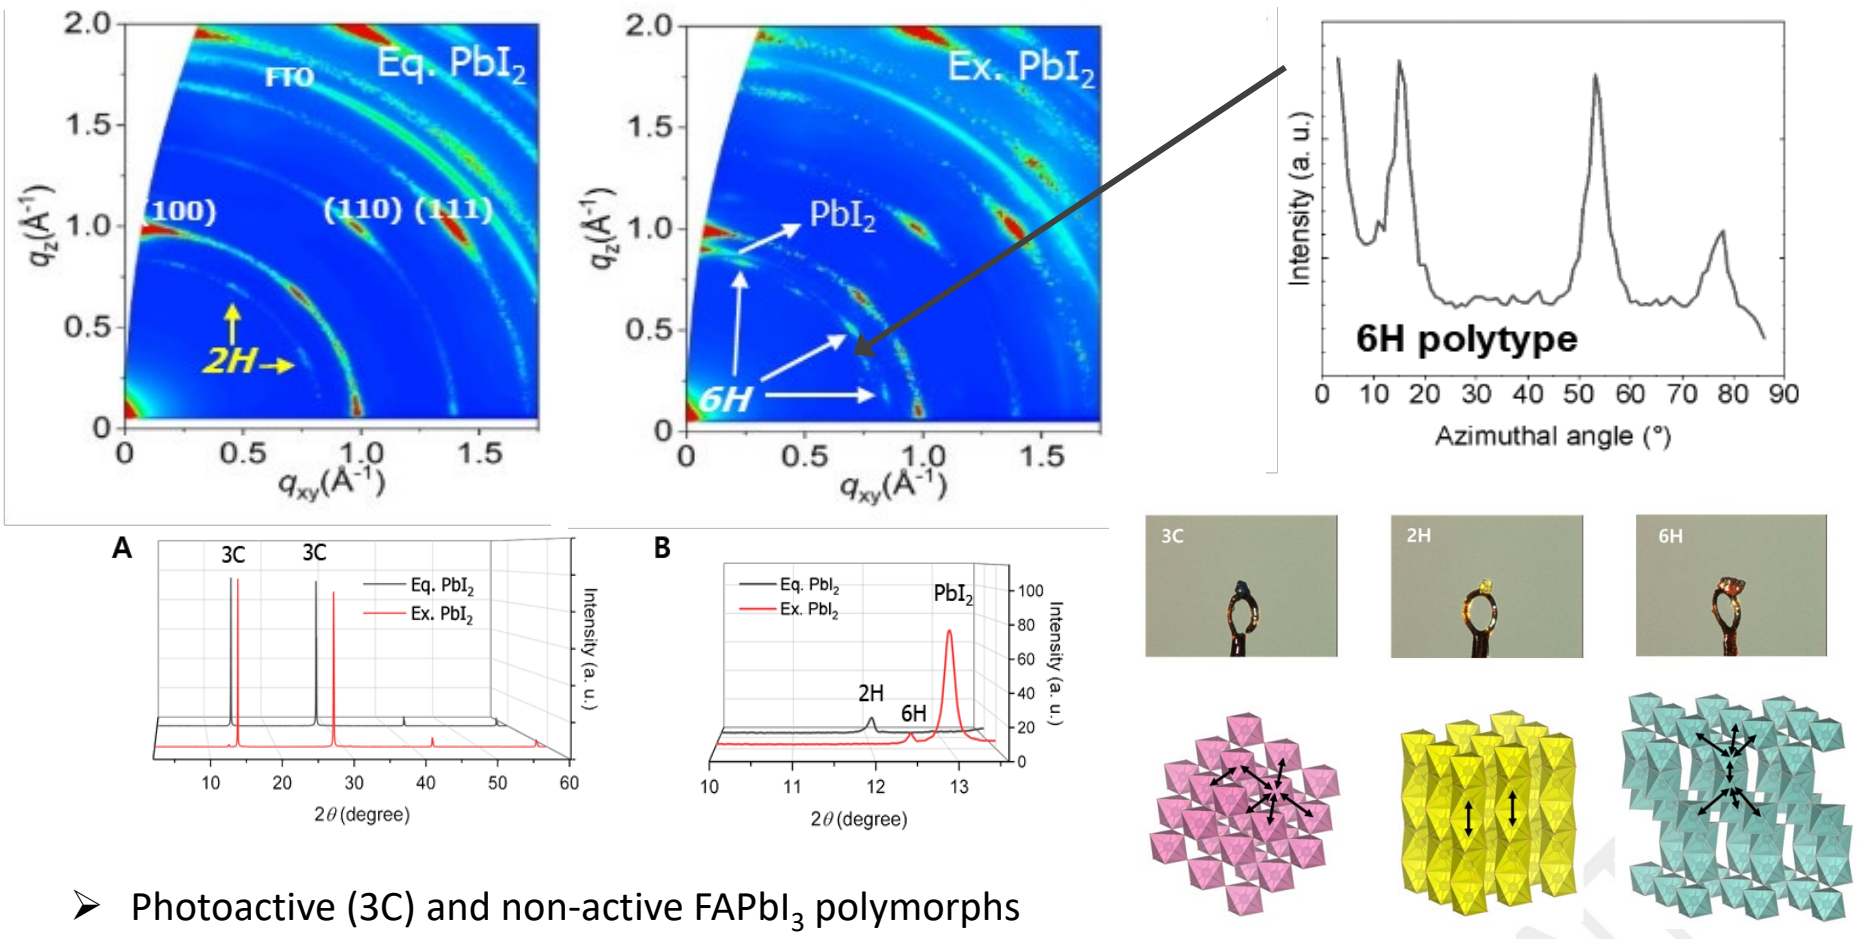 2.0
1.5
1.0
0.5
0
0
0.5
1.0
1.5
qz(Å-1)
qxy(Å-1)
Eq. PbI2
FTO
(100)
(110)
(111)
2H
2.0
1.5
1.0
0.5
0
0
0.5
1.0
1.5
qz(Å-1)
qxy(Å-1)
Ex. PbI2
PbI2
6H
Intensity (a. u.)
6H polytype
0 10 20 30 40 50 60 70 80 90
Azimuthal angle (°)
A
3C
3C
Eq. PbI2
Ex. PbI2
Intensity (a. u.)
10 20 30 40 50 60
2θ (degree)
B
Eq. PbI2
Ex. PbI2
PbI2
2H
6H
100
80
60
40
20
0
Intensity (a. u.)
10 11 12 13
2θ (degree)
3C
2H
6H
➢ Photoactive (3C) and non-active FAPbI3 polymorphs